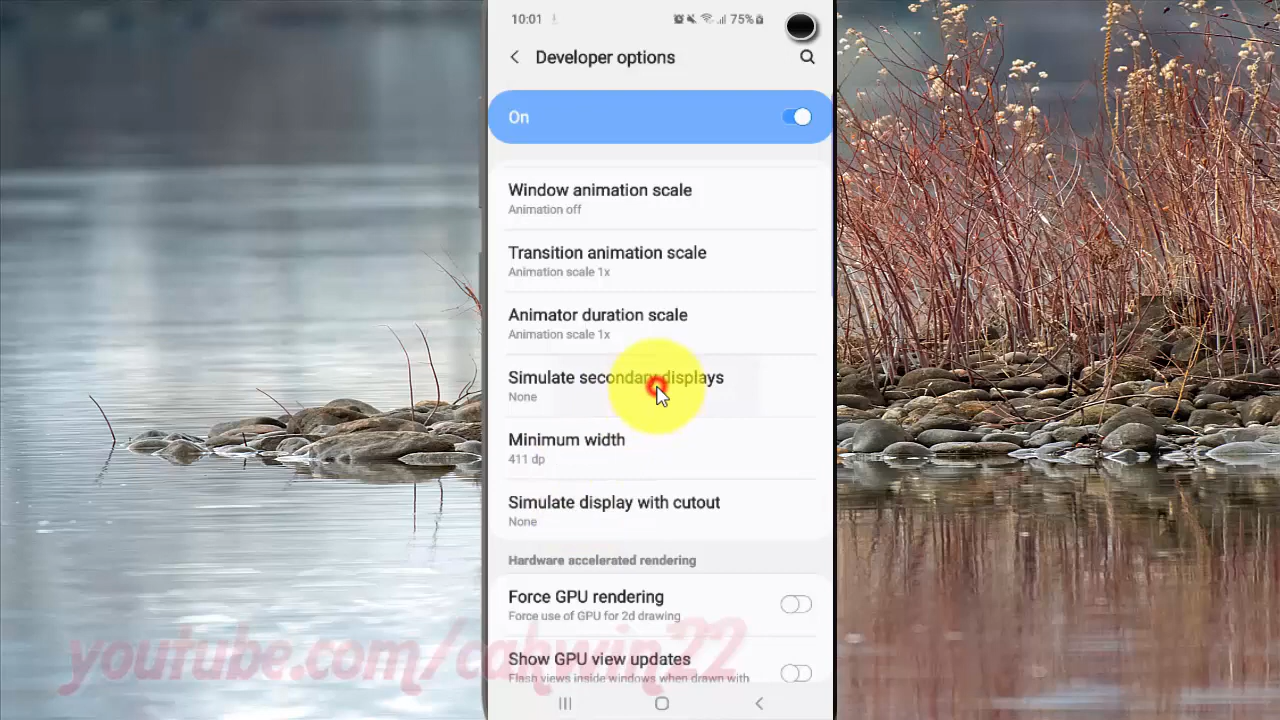 10:01 75%
Developer options
On
Window animation scale
Animation off
Transition animation scale
Animation scale 1x
Animator duration scale
Animation scale 1x
Simulate secondary displays
None
Minimum width
411 dp
Simulate display with cutout
None
Hardware accelerated rendering
Force GPU rendering
Force use of GPU for 2d drawing
Show GPU view updates
Flash views inside windows when drawn with
youtube.com/cakwin22